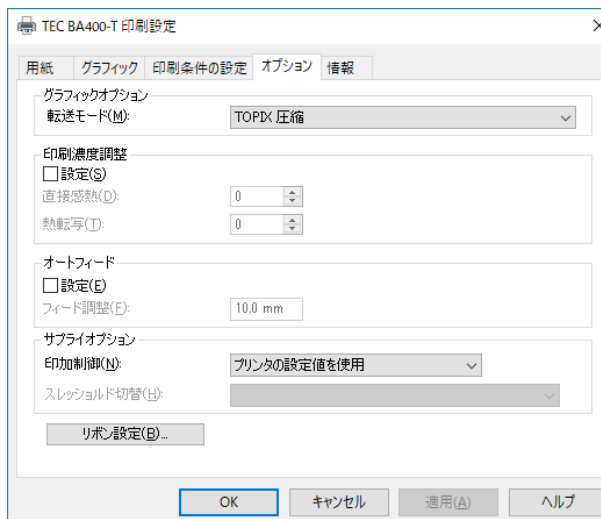 TEC BA400-T 印刷設定
用紙 グラフィック 印刷条件の設定 オプション 情報
グラフィックオプション
転送モード(M): TOPIX 圧縮
印刷濃度調整
設定(S)
直接感熱(D): 0
熱転写(T): 0
オートフィード
設定(E)
フィード調整(F): 10.0 mm
サプライオプション
印加制御(N): プリンタの設定値を使用
スレッショルド切替(H):
リボン設定(B)...
OK キャンセル 適用(A) ヘルプ